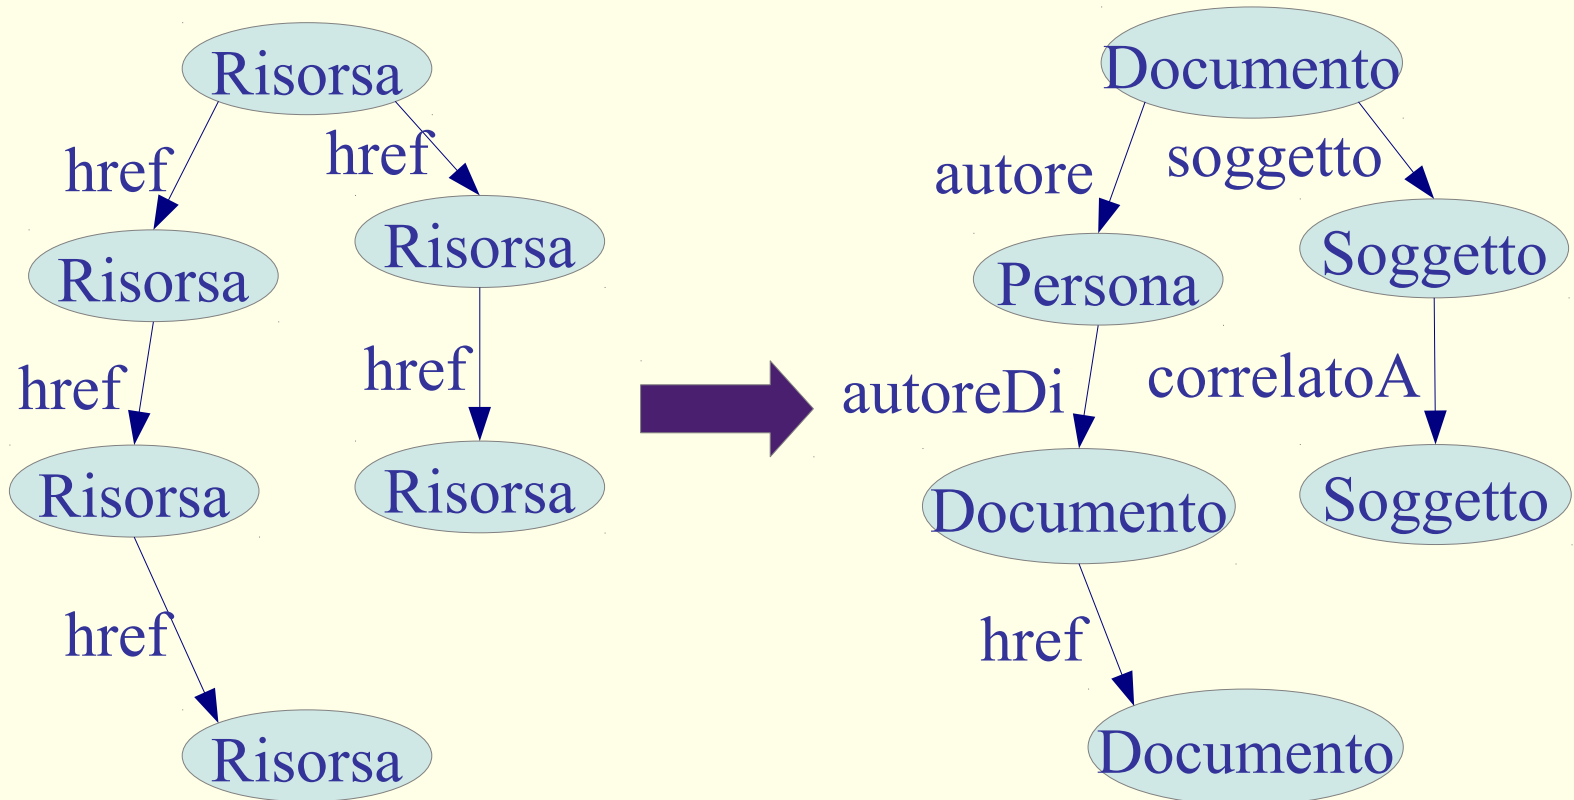 Risorsa
href
href
Risorsa
Risorsa
href
href
Risorsa
Risorsa
href
Risorsa
Documento
autore
soggetto
Persona
Soggetto
autoreDi
correlatoA
Documento
Soggetto
href
Documento